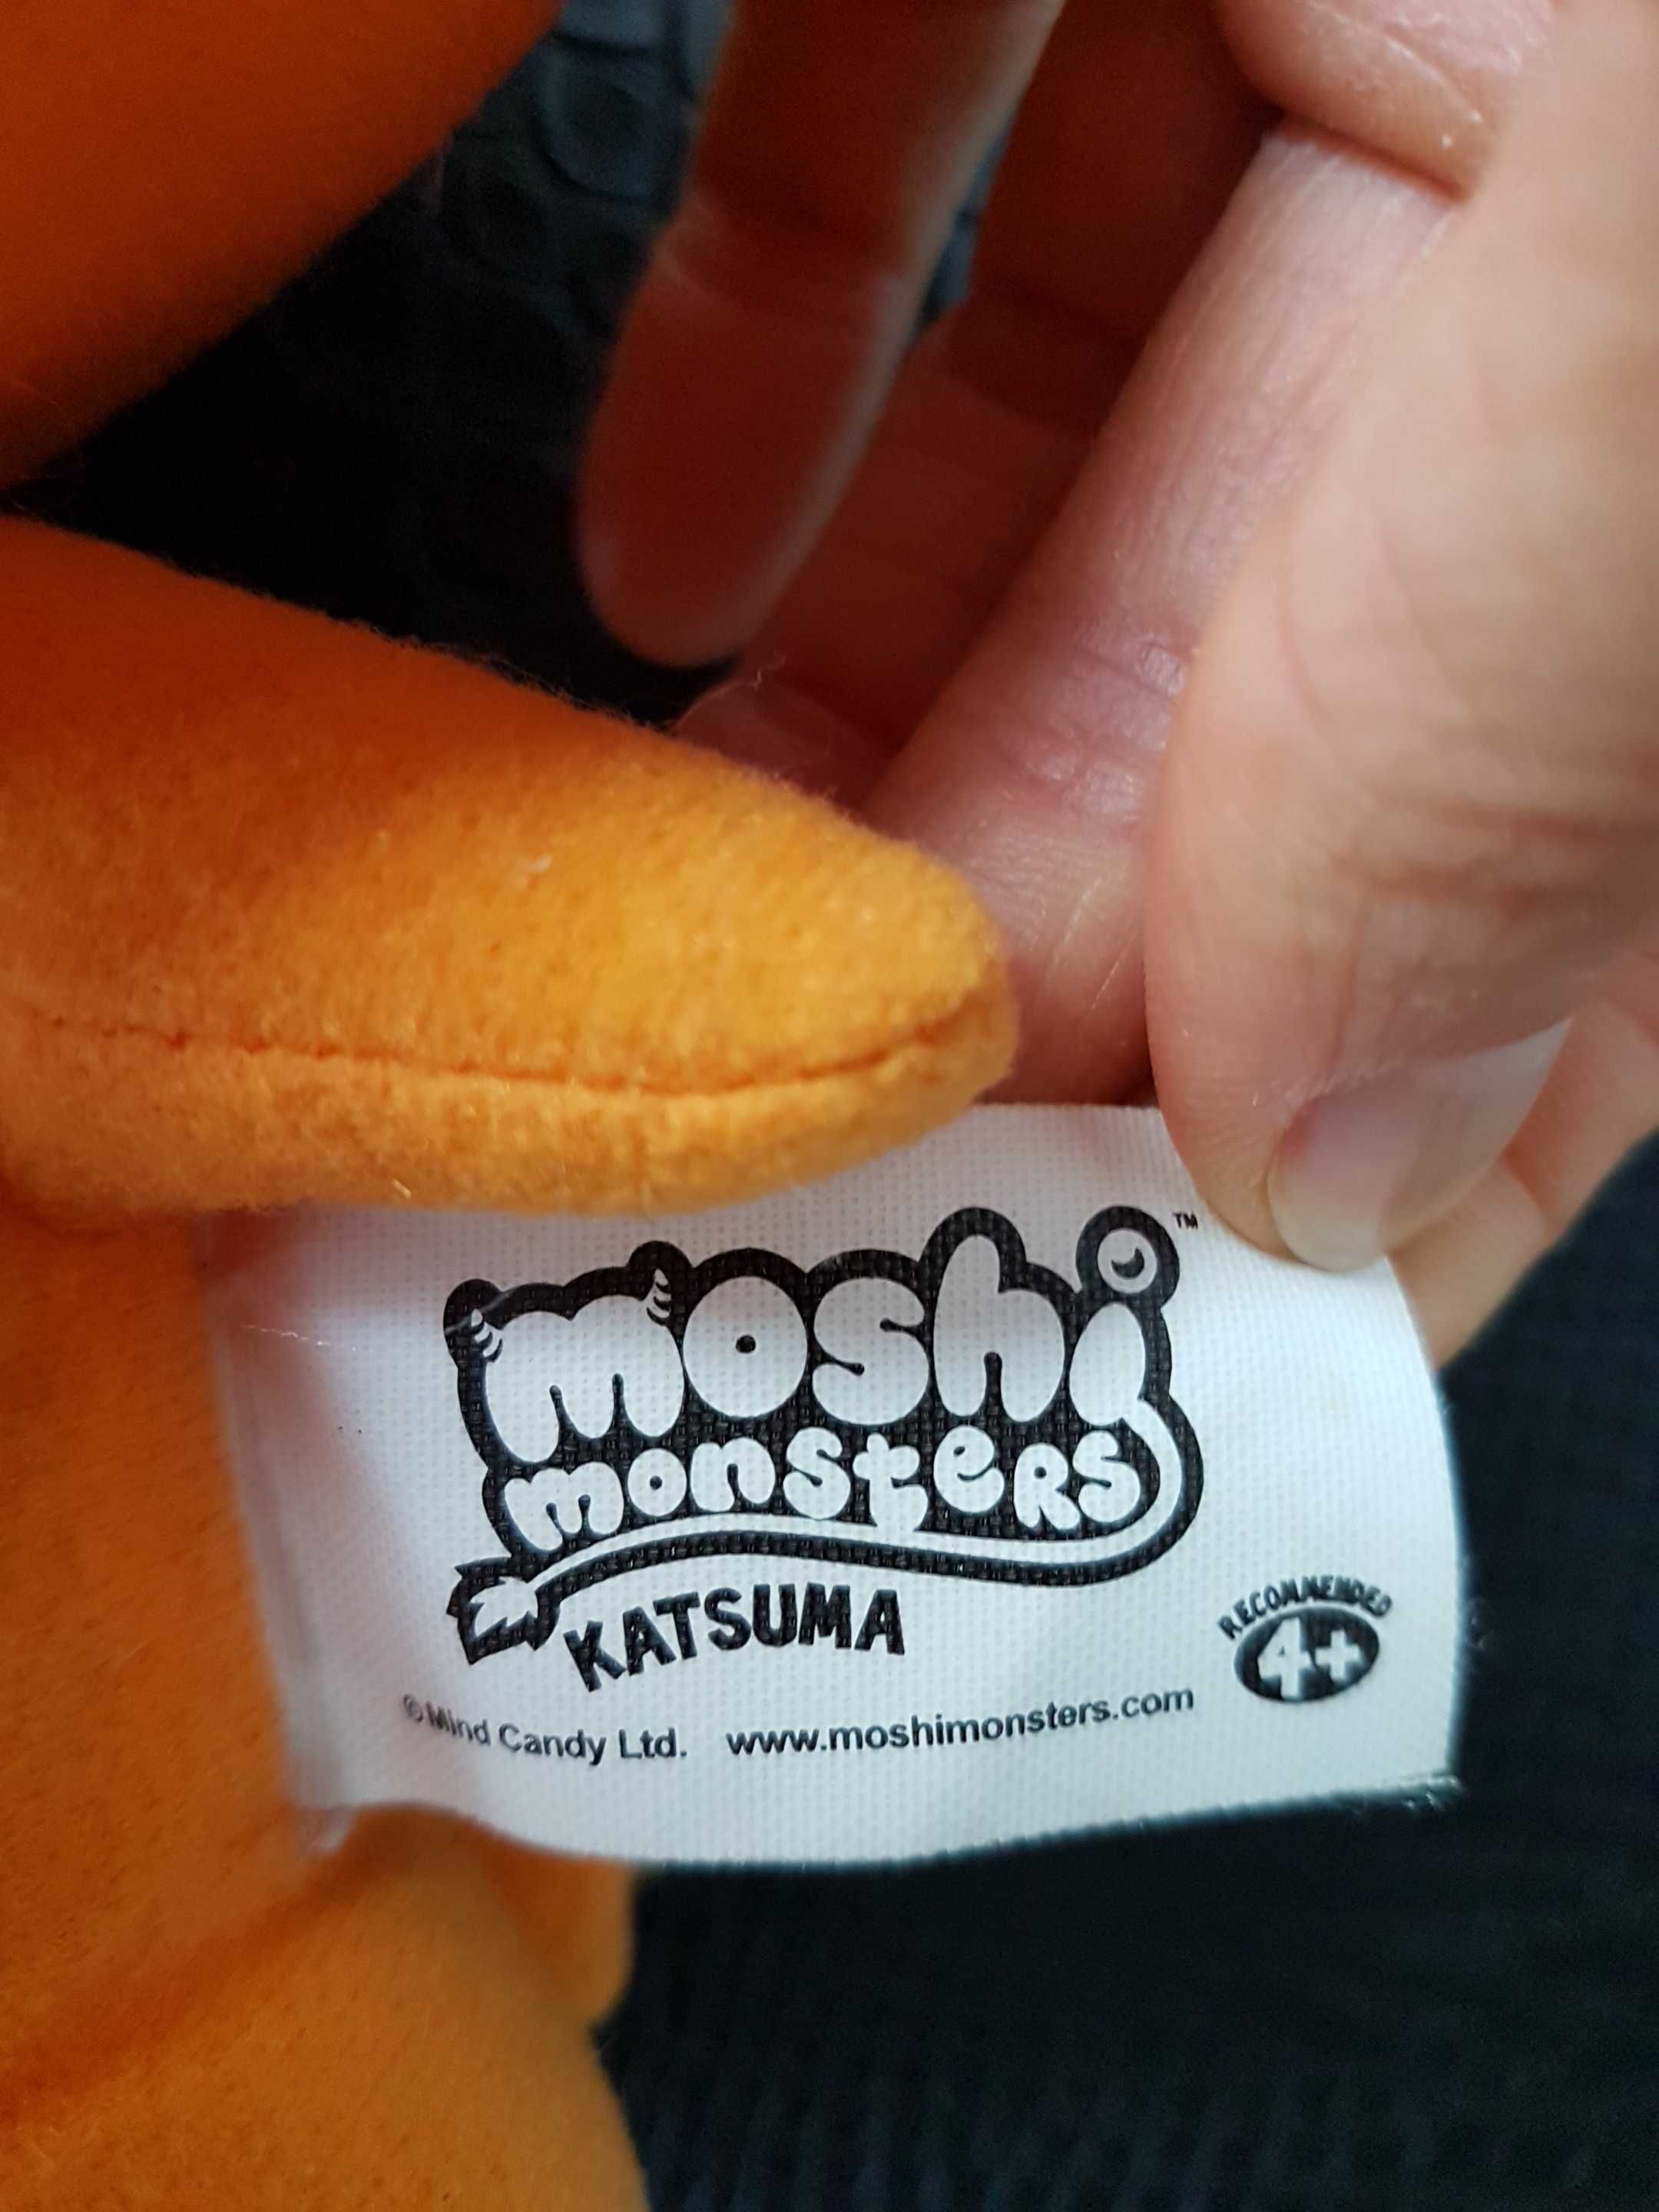 moshi TM
monsters
KATSUMA
RECOMMENDED
4+
© Mind Candy Ltd. www.moshimonsters.com